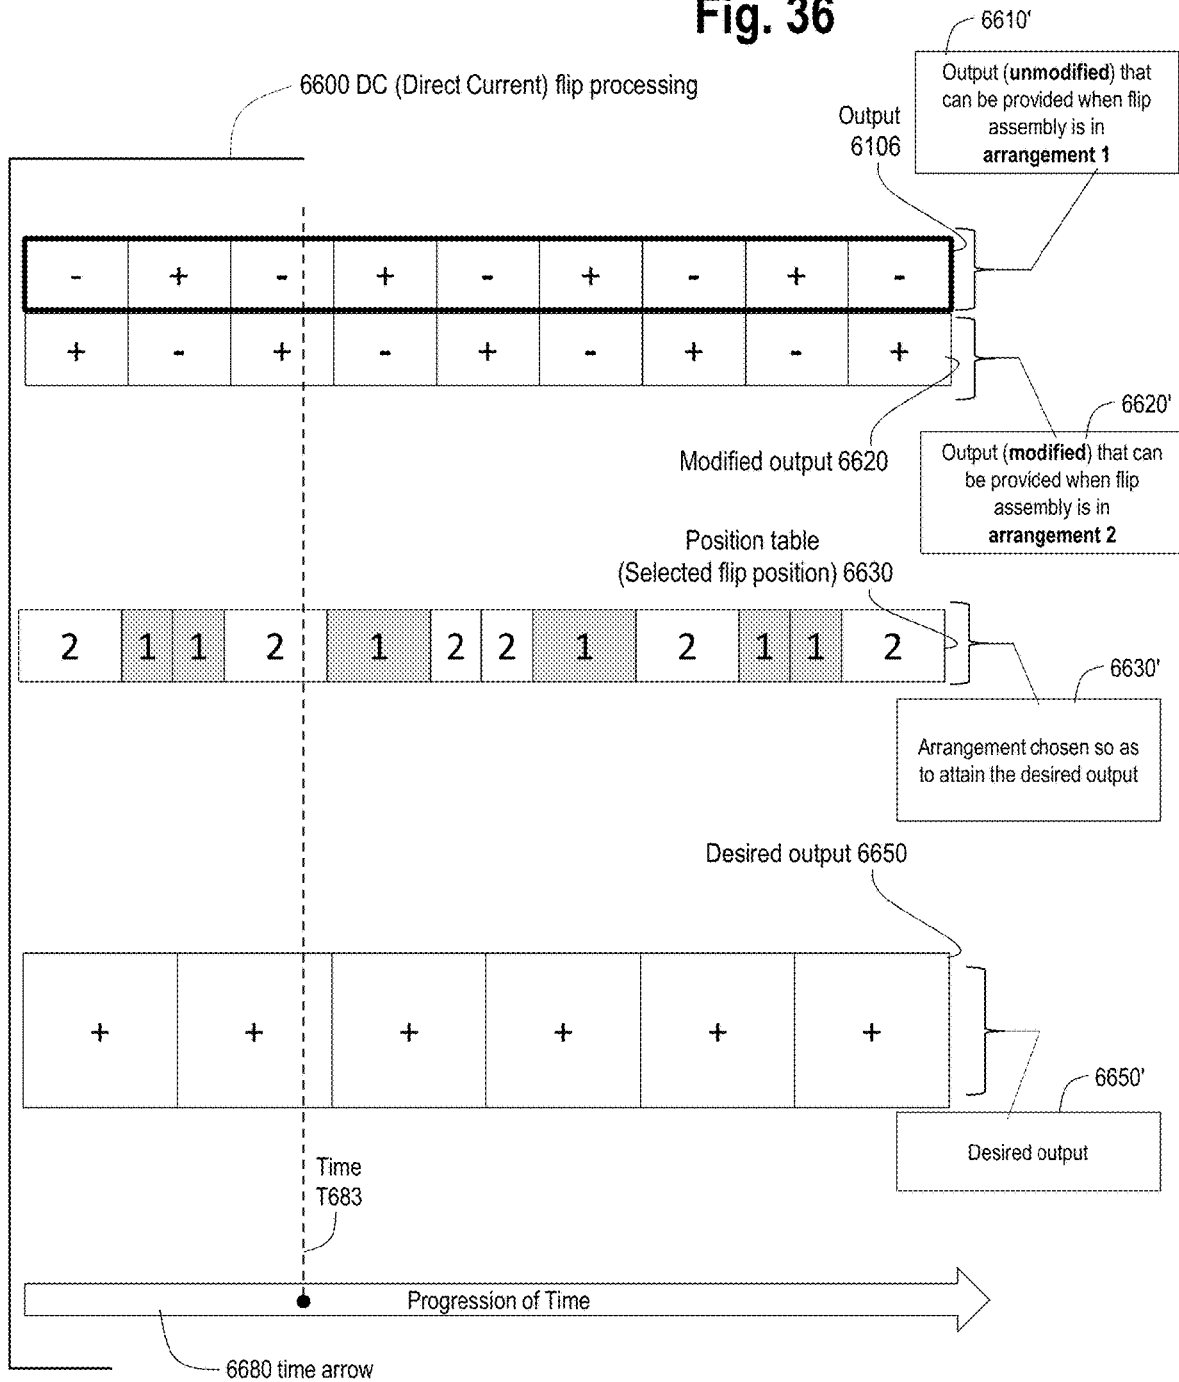 Fig. 36
6610'
Output (unmodified) that
can be provided when flip
assembly is in
arrangement 1
6600 DC (Direct Current) flip processing
Output
6106
- + - + - + - + -
+ - + - + - + - +
6620'
Modified output 6620
Output (modified) that can
be provided when flip
assembly is in
arrangement 2
Position table
(Selected flip position) 6630
2 1 1 2 1 2 2 1 2 1 1 2
6630'
Arrangement chosen so as
to attain the desired output
Desired output 6650
+ + + + + +
6650'
Desired output
Time
T683
Progression of Time
6680 time arrow